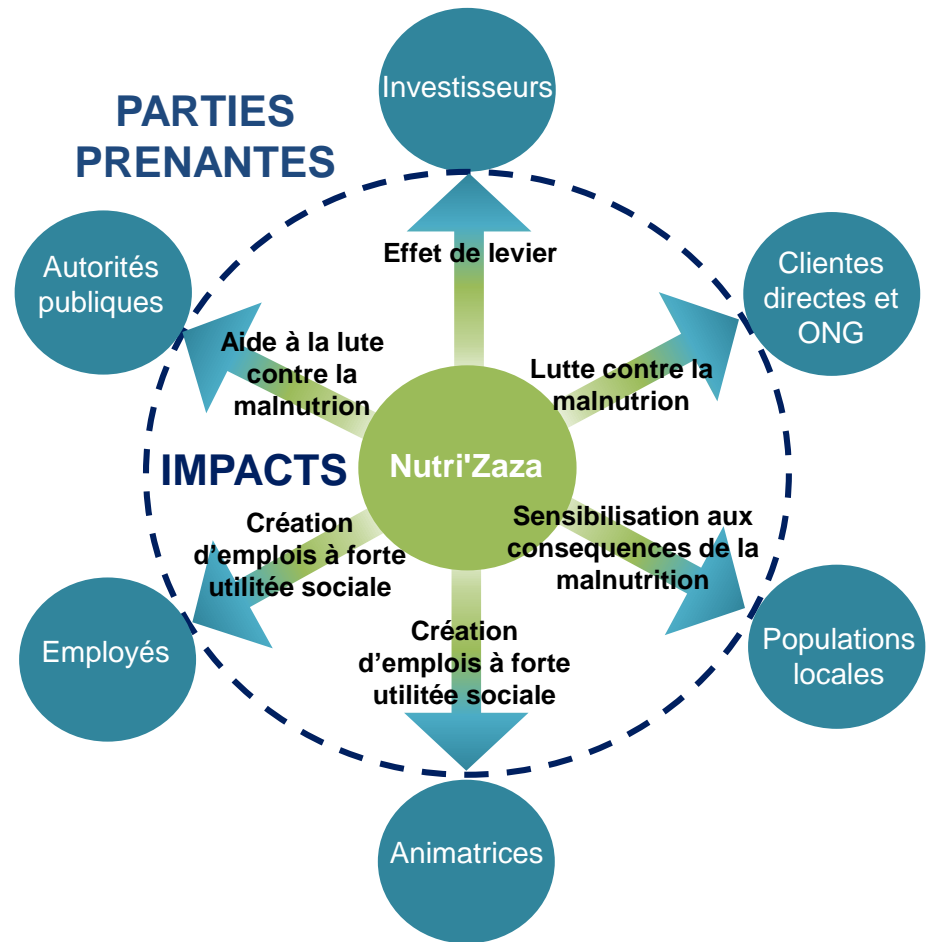 Investisseurs
PARTIES
PRENANTES
Effet de levier
Autorités
publiques
Clientes
directes et
ONG
Aide à la lute
contre la
malnutrion
Lutte contre la
malnutrion
IMPACTS
Nutri'Zaza
Création
d'emplois à forte
utilitée sociale
Sensibilisation aux
consequences de la
malnutrition
Employés
Création
d'emplois à forte
utilitée sociale
Populations
locales
Animatrices